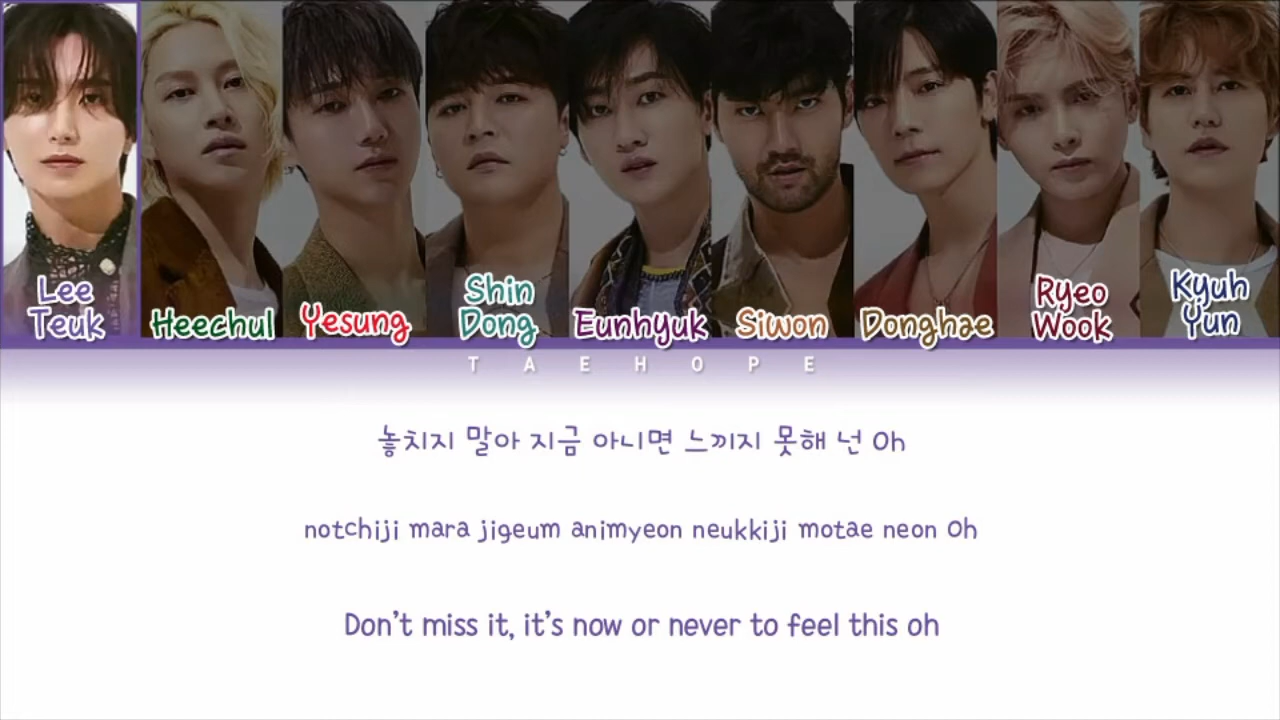 Lee
Teuk
Heechul
Yesung
Shin
Dong
Eunhyuk
Siwon
Donghae
Ryeo
Wook
Kyuh
Yun
TAEHOPE
놓치지 말아 지금 아니면 느끼지 못해 넌 Oh
notchiji mara jigeum animyeon neukkiji motae neon Oh
Don't miss it, it's now or never to feel this oh